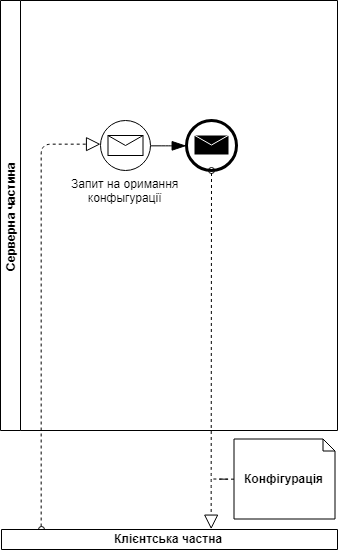 Серверна частина
Запит на оримання
конфыгурації
Конфігурація
Клієнтська частна